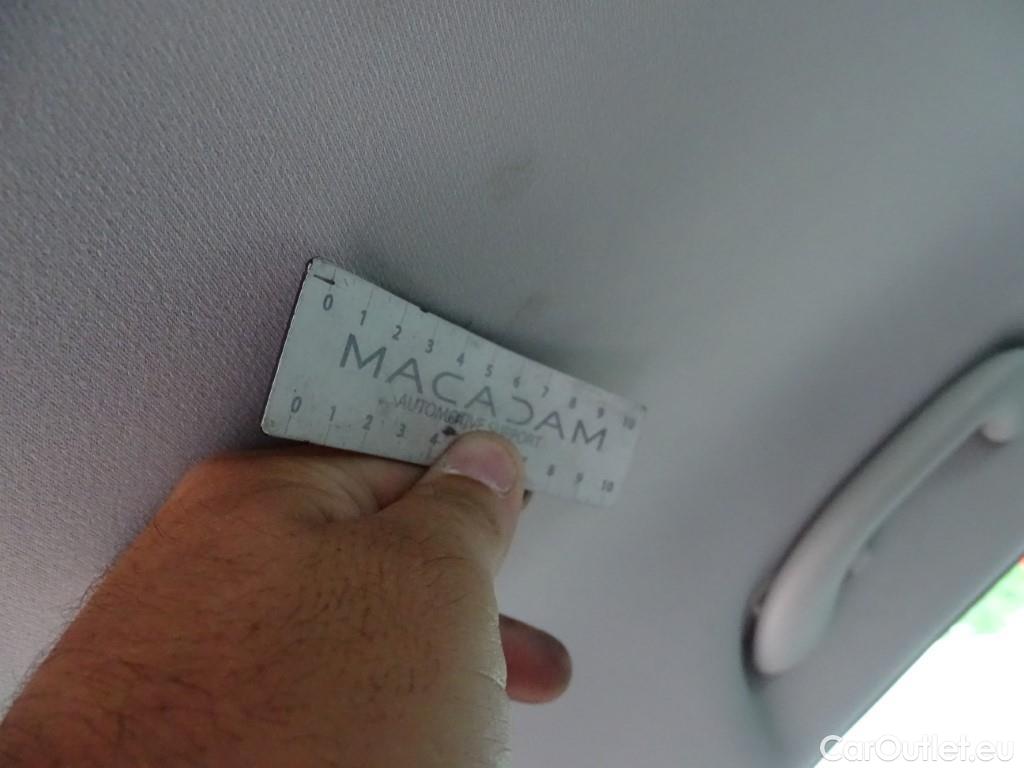 0 1 2 3 4 5 6 7 8 9 10
MACADAM
AUTOMOTIVE SUPPORT
0 1 2 3 4 8 9 10
CarOutlet.eu